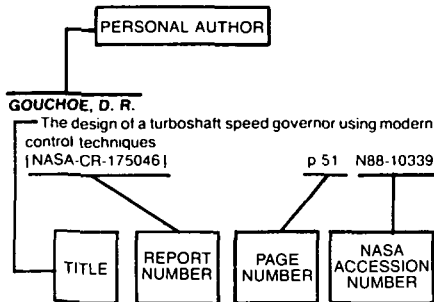 PERSONAL AUTHOR
GOUCHOE, D. R.
The design of a turboshaft speed governor using modern
control techniques
[NASA-CR-175046] p 51 N88-10339
TITLE
REPORT
NUMBER
PAGE
NUMBER
NASA
ACCESSION
NUMBER